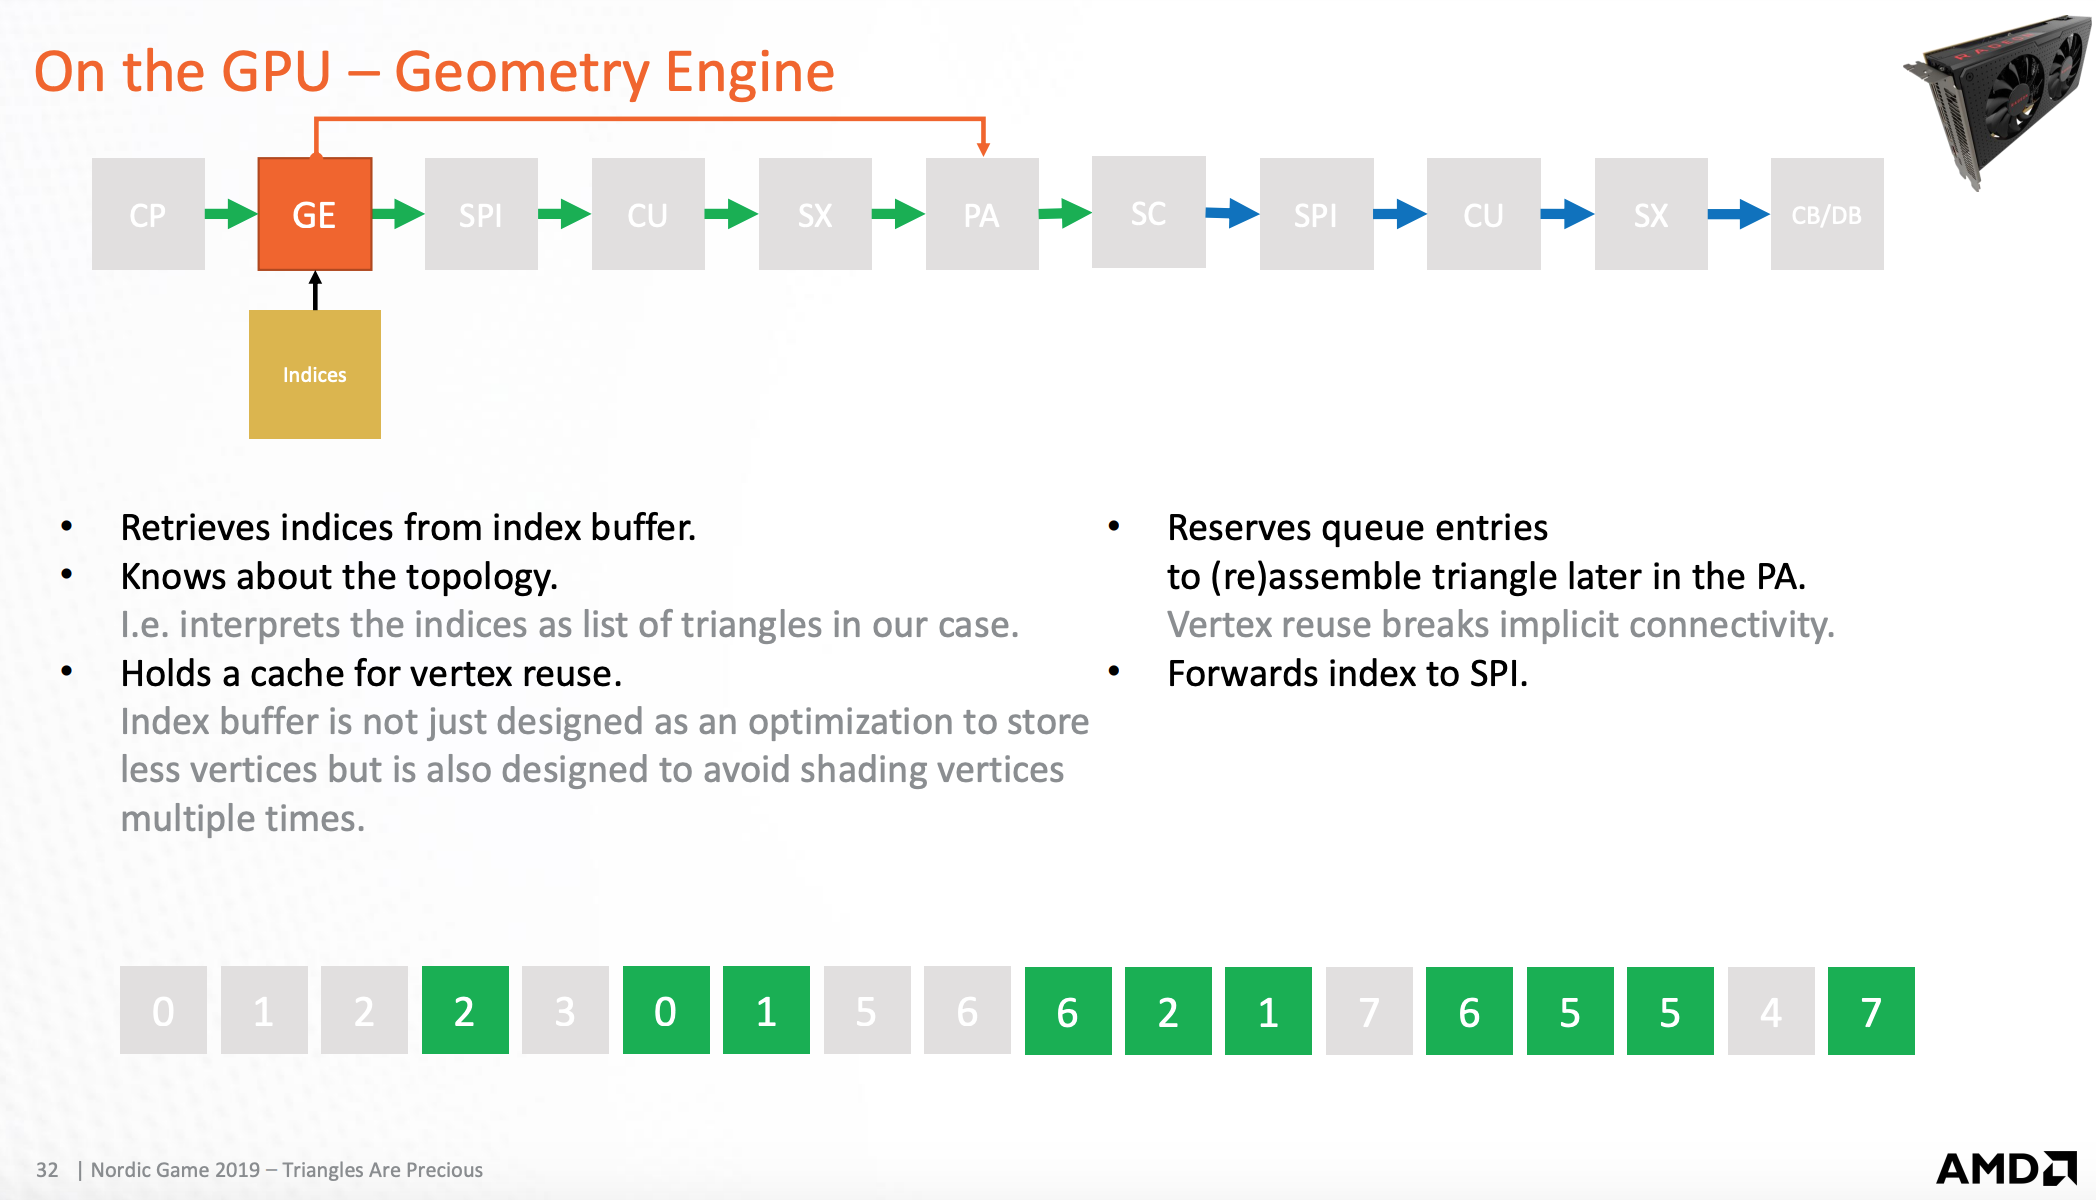 On the GPU – Geometry Engine
CP
GE
SPI
CU
SX
PA
SC
SPI
CU
SX
CB/DB
Indices
• Retrieves indices from index buffer.
• Knows about the topology.
I.e. interprets the indices as list of triangles in our case.
• Holds a cache for vertex reuse.
Index buffer is not just designed as an optimization to store
less vertices but is also designed to avoid shading vertices
multiple times.
• Reserves queue entries
to (re)assemble triangle later in the PA.
Vertex reuse breaks implicit connectivity.
• Forwards index to SPI.
0 1 2 2 3 0 1 5 6 6 2 1 7 6 5 5 4 7
32 | Nordic Game 2019 – Triangles Are Precious
AMD